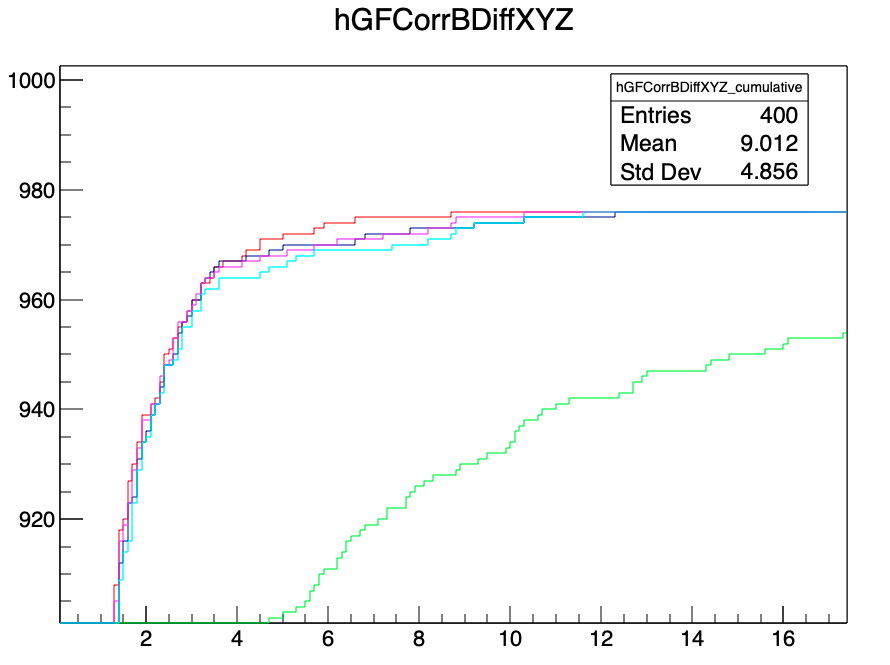 hGFCorrBDiffXYZ
hGFCorrBDiffXYZ_cumulative
Entries 400
Mean 9.012
Std Dev 4.856
1000
980
960
940
920
2 4 6 8 10 12 14 16